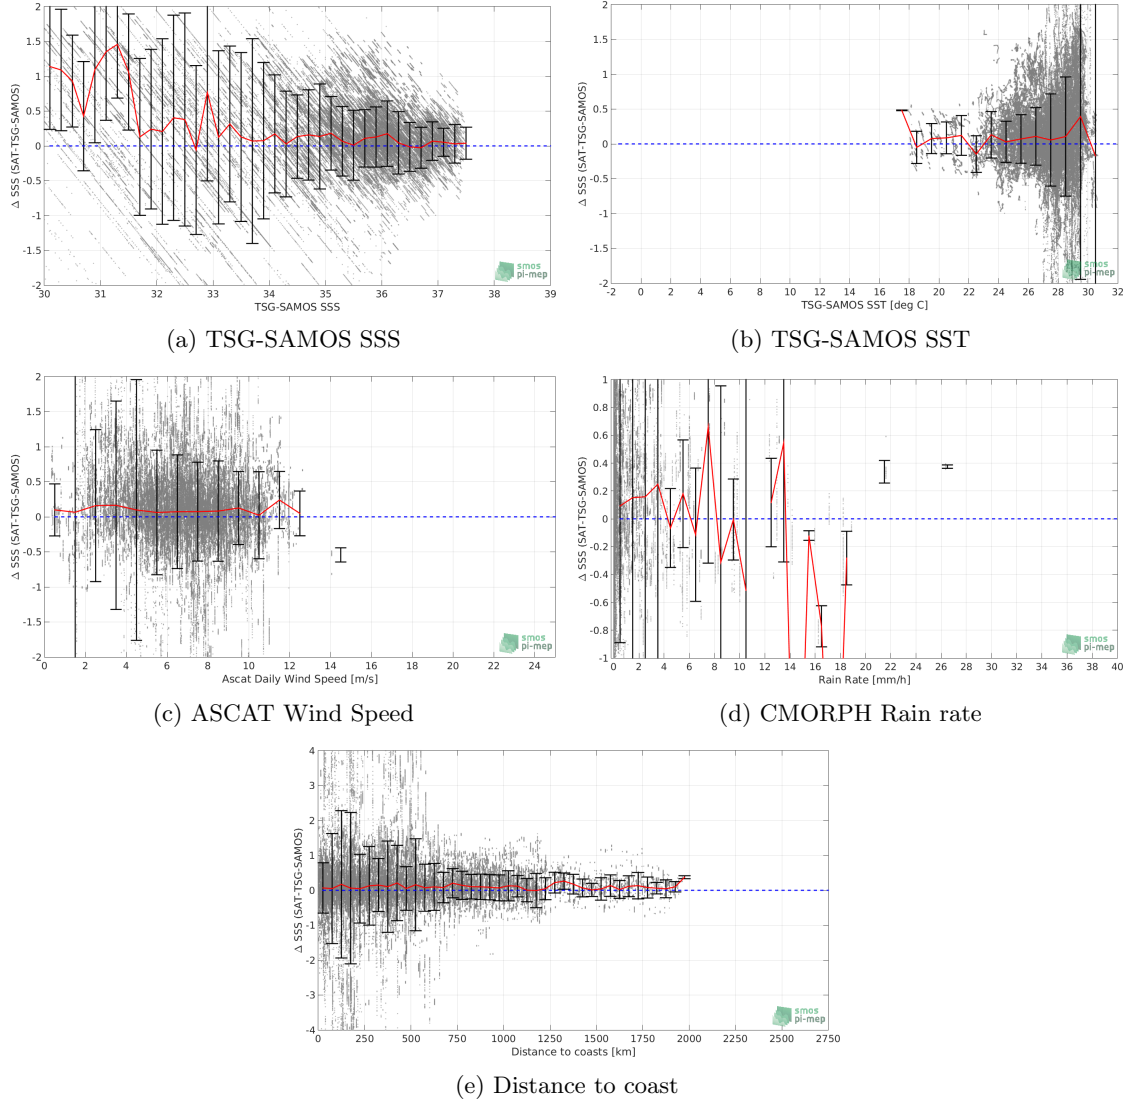 2
1.5
1
0.5
0
-0.5
-1
-1.5
-2
Δ SSS (SAT-TSG-SAMOS)
30 31 32 33 34 35 36 37 38 39
TSG-SAMOS SSS
smos
pi-mep
(a) TSG-SAMOS SSS
2
1.5
1
0.5
0
-0.5
-1
-1.5
-2
Δ SSS (SAT-TSG-SAMOS)
-2 0 2 4 6 8 10 12 14 16 18 20 22 24 26 28 30 32
TSG-SAMOS SST [deg C]
smos
pi-mep
(b) TSG-SAMOS SST
2
1.5
1
0.5
0
-0.5
-1
-1.5
-2
Δ SSS (SAT-TSG-SAMOS)
0 2 4 6 8 10 12 14 16 18 20 22 24
Ascat Daily Wind Speed [m/s]
smos
pi-mep
(c) ASCAT Wind Speed
1
0.8
0.6
0.4
0.2
0
-0.2
-0.4
-0.6
-0.8
-1
Δ SSS (SAT-TSG-SAMOS)
0 2 4 6 8 10 12 14 16 18 20 22 24 26 28 30 32 34 36 38 40
Rain Rate [mm/h]
smos
pi-mep
(d) CMORPH Rain rate
4
3
2
1
0
-1
-2
-3
-4
Δ SSS (SAT-TSG-SAMOS)
0 250 500 750 1000 1250 1500 1750 2000 2250 2500 2750
Distance to coasts [km]
smos
pi-mep
(e) Distance to coast